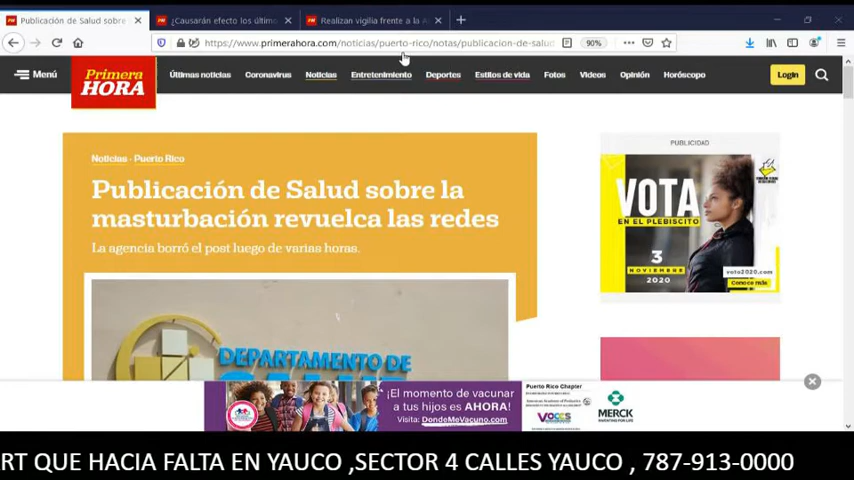 Publicación de Salud sobre
¿Causarán efecto los último
Realizan vigilia frente a la
https://www.primerahora.com/noticias/puerto-rico/notas/publicacion-de-salud
90%
Menú
Primera
HORA
Últimas noticias
Coronavirus
Noticias
Entretenimiento
Deportes
Estilos de vida
Fotos
Videos
Opinión
Horóscopo
Login
Noticias - Puerto Rico
Publicación de Salud sobre la
masturbación revuelca las redes
La agencia borró el post luego de varias horas.
PUBLICIDAD
VOTA
EN EL PLEBISCITO
3
NOVIEMBRE
2020
voto2020.com
Conoce más
DEPARTAMENTO DE
¡El momento de vacunar
a tus hijos es AHORA!
Visita: DondeMeVacuno.com
Puerto Rico Chapter
VOCES
MERCK
RT QUE HACIA FALTA EN YAUCO ,SECTOR 4 CALLES YAUCO , 787-913-0000